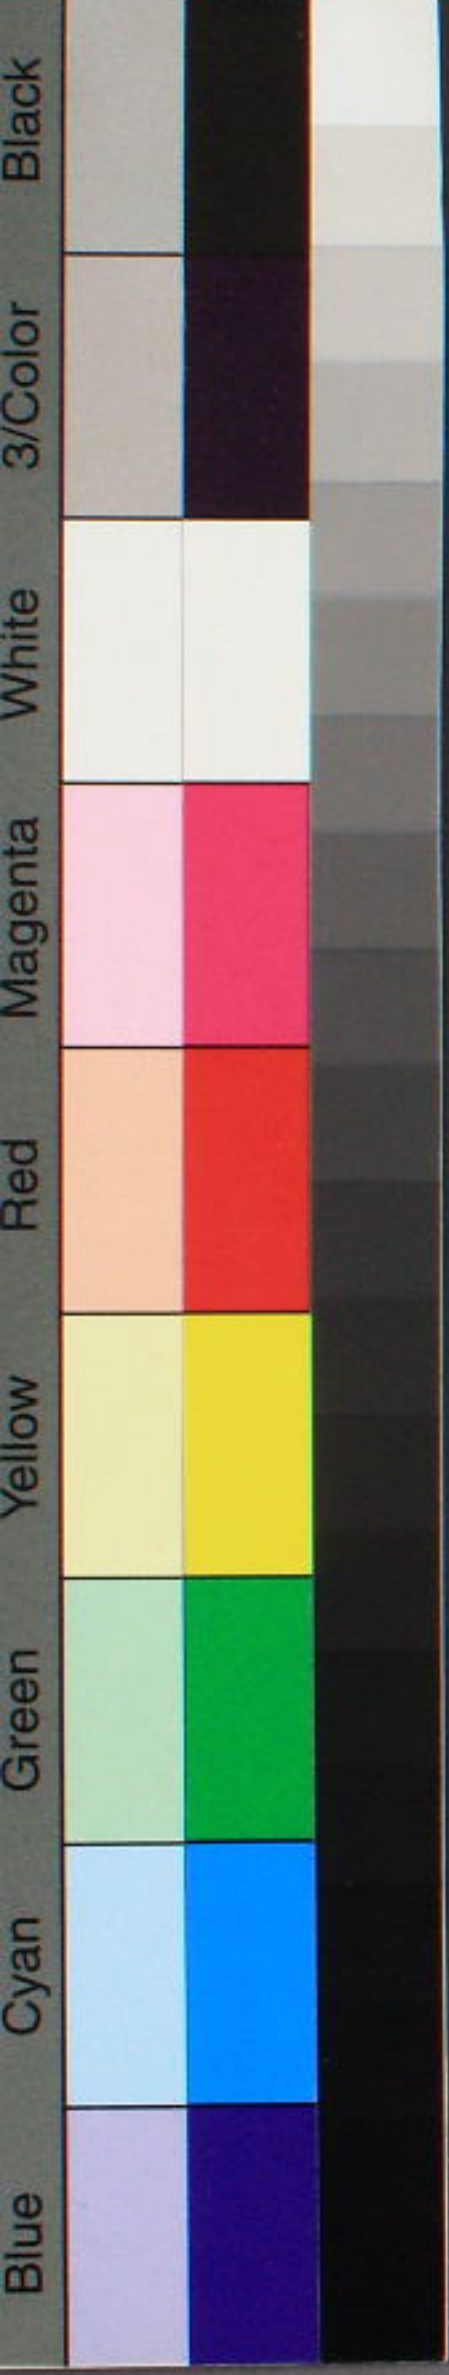 Blue
Cyan
Green
Yellow
Red
Magenta
White
3/Color
Black